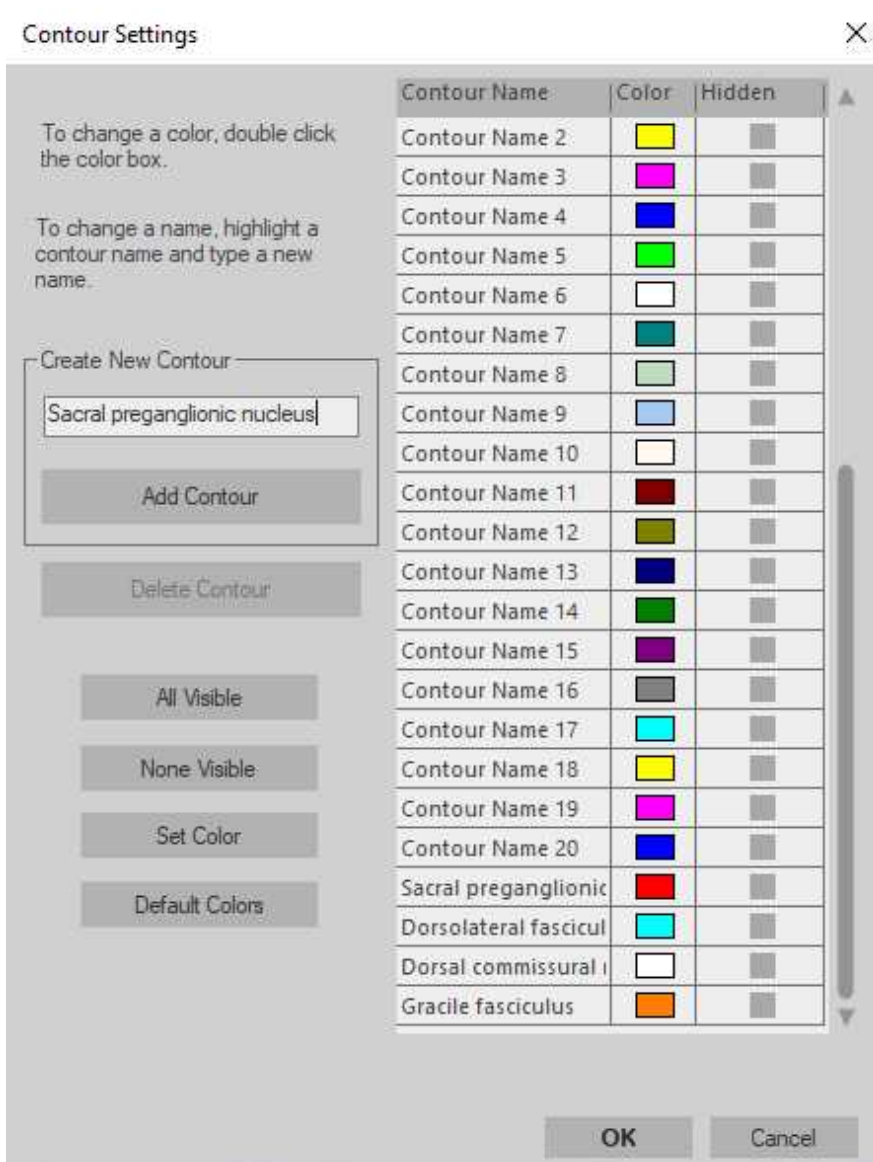 Contour Settings
To change a color, double click
the color box.
To change a name, highlight a
contour name and type a new
name.
Create New Contour
Sacral preganglionic nucleus
Add Contour
Delete Contour
All Visible
None Visible
Set Color
Default Colors
Contour Name Color Hidden
Contour Name 2
Contour Name 3
Contour Name 4
Contour Name 5
Contour Name 6
Contour Name 7
Contour Name 8
Contour Name 9
Contour Name 10
Contour Name 11
Contour Name 12
Contour Name 13
Contour Name 14
Contour Name 15
Contour Name 16
Contour Name 17
Contour Name 18
Contour Name 19
Contour Name 20
Sacral preganglionic
Dorsolateral fascicul
Dorsal commissural
Gracile fasciculus
OK Cancel